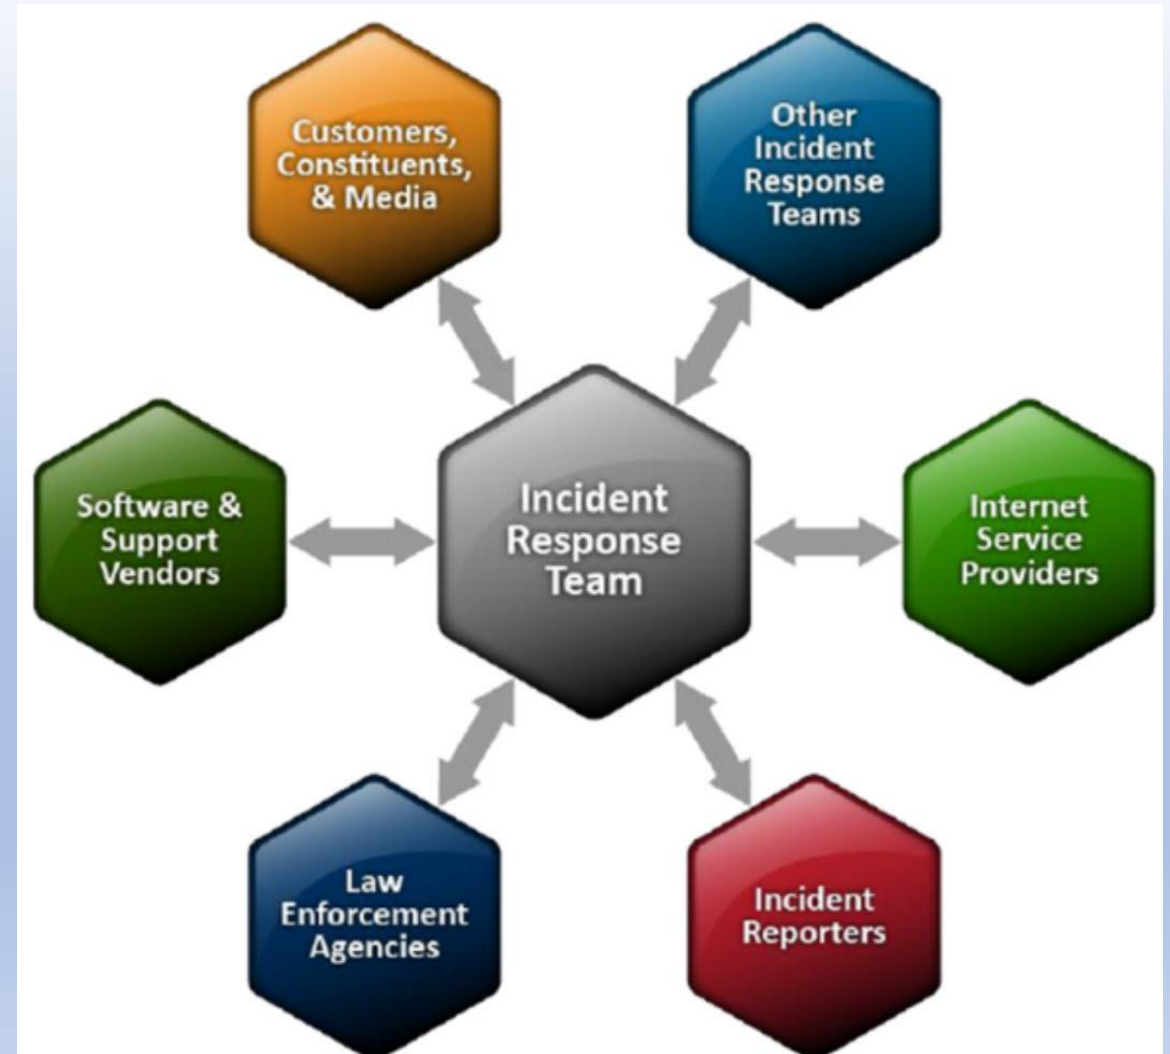 Customers,
Constituents,
& Media
Other
Incident
Response
Teams
Software &
Support
Vendors
Incident
Response
Team
Internet
Service
Providers
Law
Enforcement
Agencies
Incident
Reporters